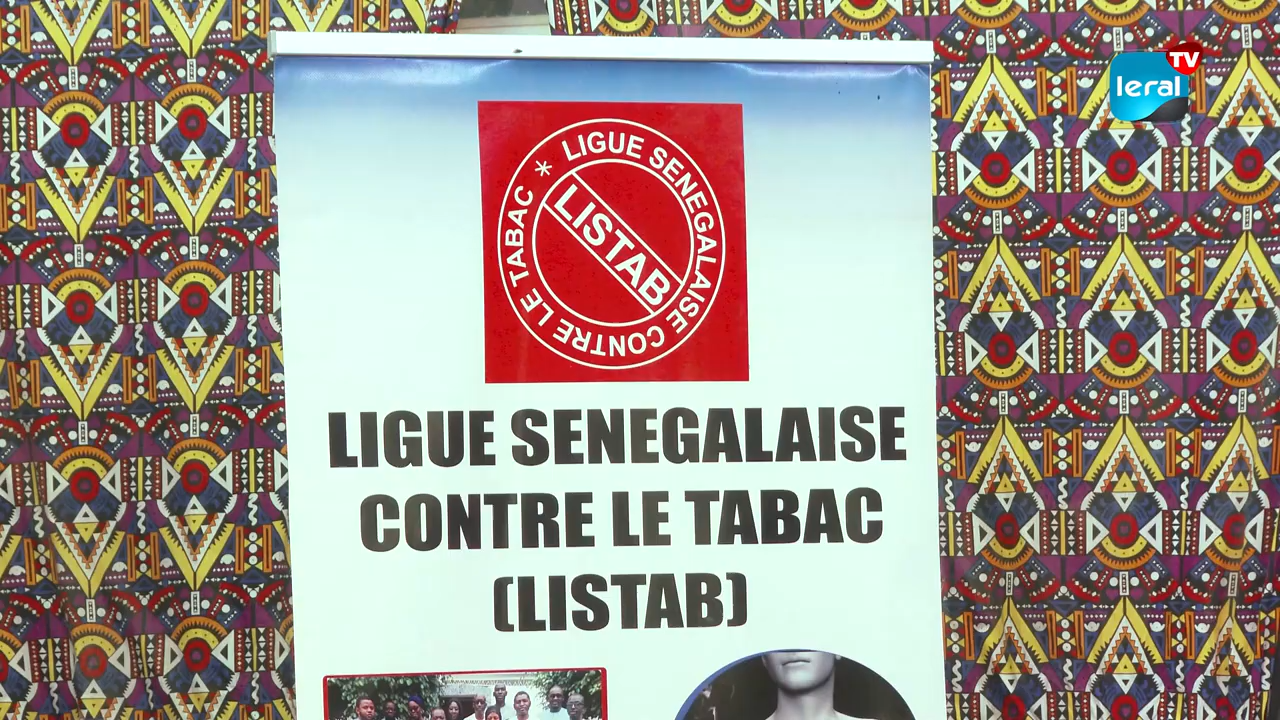 leral
TV
LIGUE SENEGALAISE CONTRE LE TABAC *
LISTAB
LIGUE SENEGALAISE
CONTRE LE TABAC
(LISTAB)